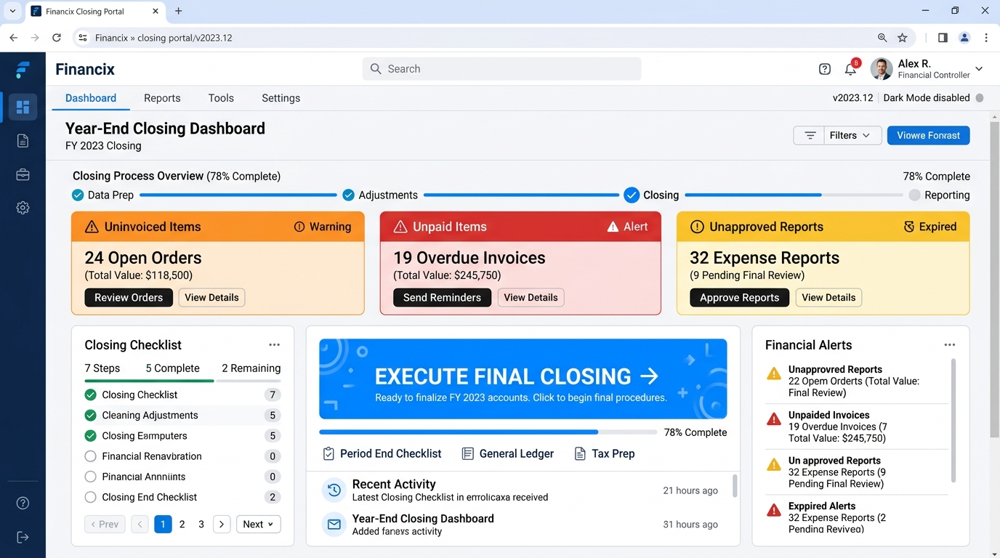 Financix Closing Portal
Financix » closing portal/v2023.12
Financix
Search
8
Alex R.
Financial Controller
Dashboard Reports Tools Settings
v2023.12 Dark Mode disabled
Year-End Closing Dashboard
FY 2023 Closing
Filters
Closing Process Overview (78% Complete)
78% Complete
Data Prep Adjustments Closing Reporting
Uninvoiced Items Warning
24 Open Orders
(Total Value: $118,500)
Review Orders View Details
Unpaid Items Alert
19 Overdue Invoices
(Total Value: $245,750)
Send Reminders View Details
Unapproved Reports Expired
32 Expense Reports
(9 Pending Final Review)
Approve Reports View Details
Closing Checklist
7 Steps 5 Complete 2 Remaining
Closing Checklist 7
Cleaning Adjustments 5
Closing 5
Financial 0
0
Closing End Checklist 2
< Prev < 1 2 3 > Next
EXECUTE FINAL CLOSING →
Ready to finalize FY 2023 accounts. Click to begin final procedures.
78% Complete
Period End Checklist General Ledger Tax Prep
Recent Activity
Latest Closing Checklist in received
21 hours ago
Year-End Closing Dashboard
Added activity
31 hours ago
Financial Alerts
Unapprovred Reports
22 Opem Orderts (Total Value:
Final Review)
Unpaided Invoices
19 Overdue Invoices (7
Total Value: $245,750)
Un approved Reports
32 Expense Reports (9
Pending Final Review)
Exppired Alerts
32 Expense Reports (2
Pending